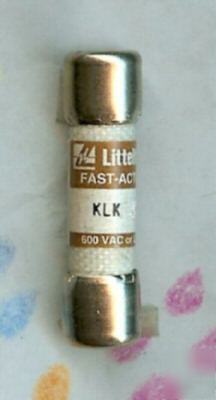 Littel
FAST-ACT
KLK
600 VAC or